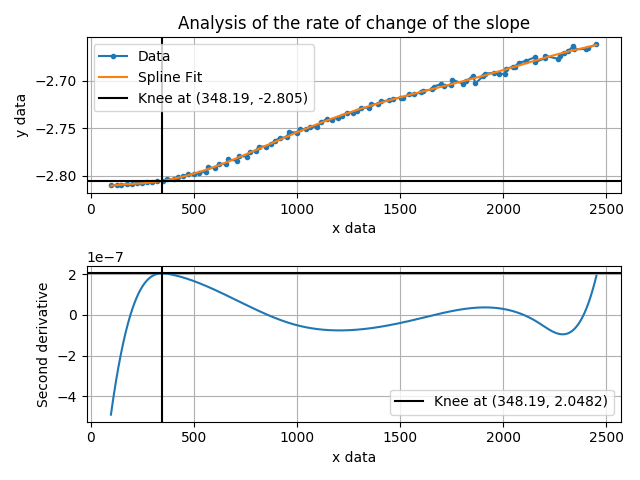 Analysis of the rate of change of the slope
Data
Spline Fit
Knee at (348.19, -2.805)
y data
−2.70
−2.75
−2.80
0
500
1000
1500
2000
2500
x data
1e−7
Second derivative
2
0
−2
−4
Knee at (348.19, 2.0482)
0
500
1000
1500
2000
2500
x data